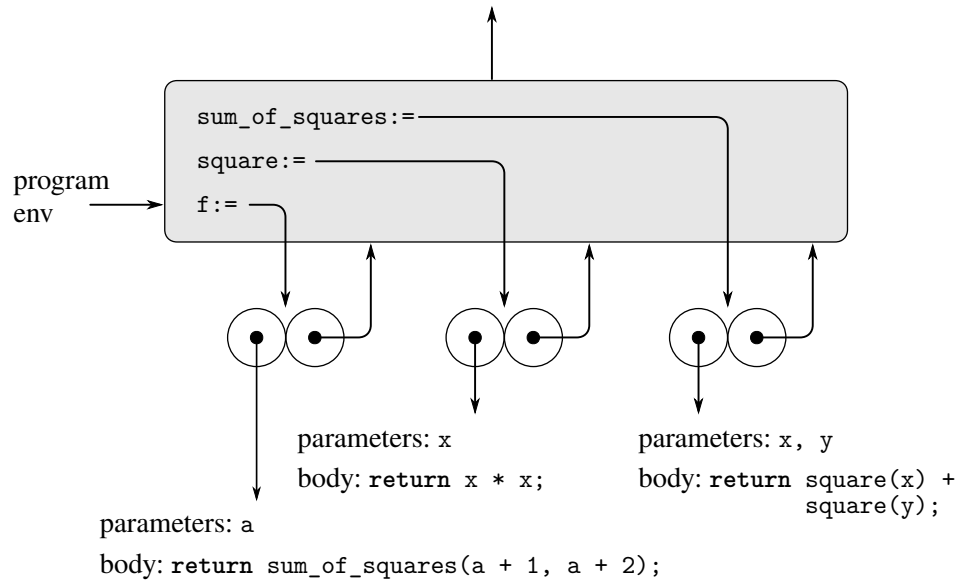 sum_of_squares:=
square:=
program
env
f:=
parameters: x
body: return x * x;
parameters: x, y
body: return square(x) +
square(y);
parameters: a
body: return sum_of_squares(a + 1, a + 2);